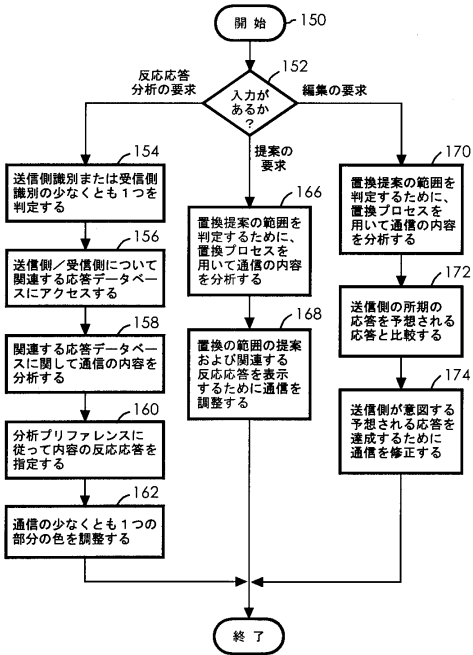 開 始
150
152
入力が
あるか
?
反応応答
分析の要求
提案の
要求
編集の要求
154
送信側識別または受信側
識別の少なくとも1つを
判定する
156
送信側/受信側について
関連する応答データベース
にアクセスする
158
関連する応答データベー
スに関して通信の内容を
分析する
160
分析プリファレンスに
従って内容の反応応答を
指定する
162
通信の少なくとも1つの
部分の色を調整する
166
置換提案の範囲を
判定するために、
置換プロセスを
用いて通信の内容
を分析する
168
置換の範囲の提案
および関連する
反応応答を表示
するために通信を
調整する
170
置換提案の範囲を
判定するために、
置換プロセスを
用いて通信の内容
を分析する
172
送信側の所期の
応答を予想される
応答と比較する
174
送信側が意図する
予想される応答を
達成するために
通信を修正する
終 了